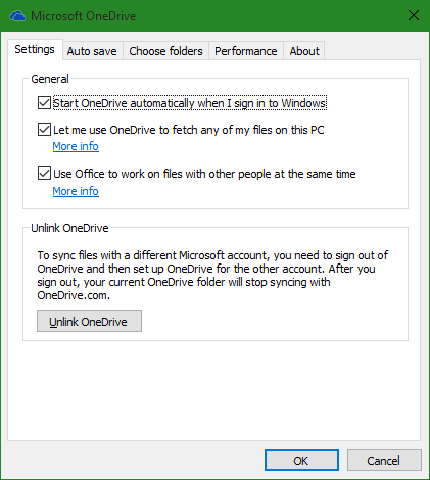 Microsoft OneDrive
Settings Auto save Choose folders Performance About
General
Start OneDrive automatically when I sign in to Windows
Let me use OneDrive to fetch any of my files on this PC
More info
Use Office to work on files with other people at the same time
More info
Unlink OneDrive
To sync files with a different Microsoft account, you need to sign out of
OneDrive and then set up OneDrive for the other account. After you
sign out, your current OneDrive folder will stop syncing with
OneDrive.com.
Unlink OneDrive
OK Cancel